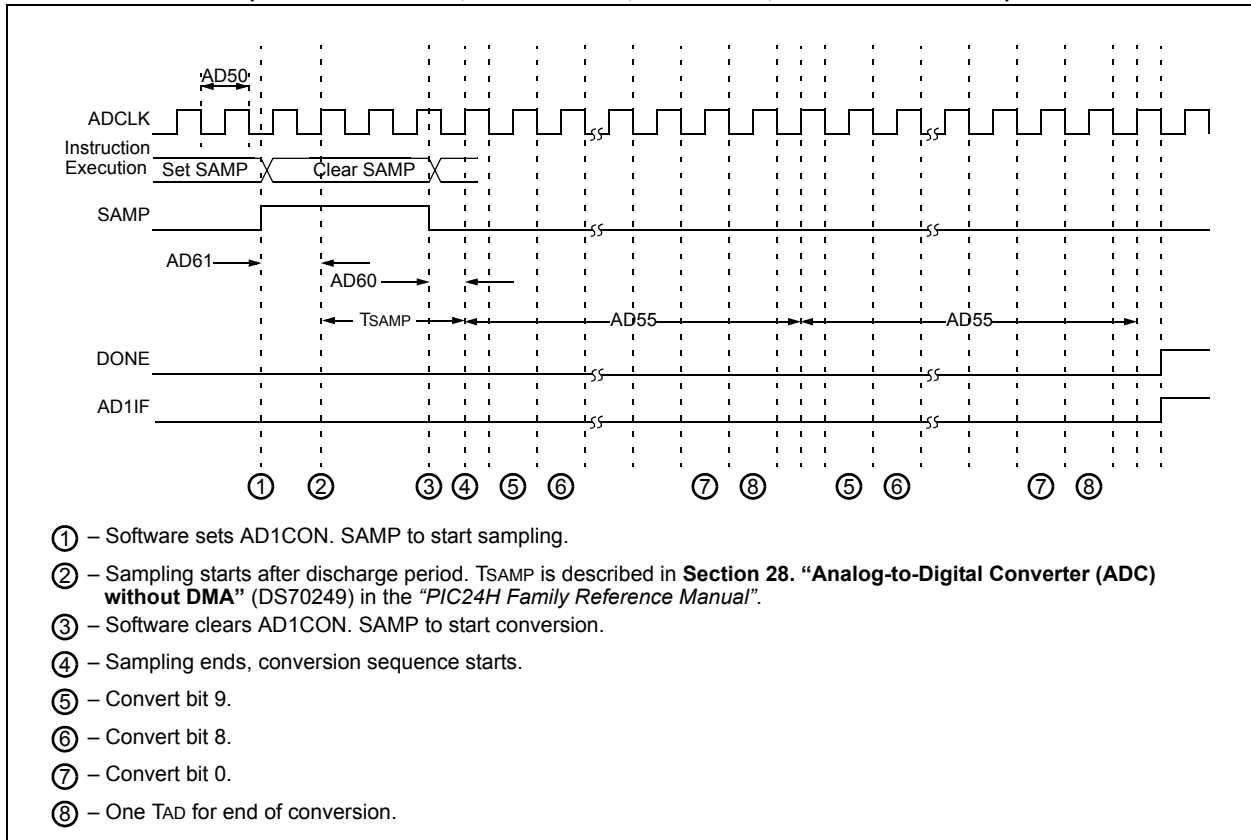 AD50
ADCLK
Instruction
Execution
Set SAMP
Clear SAMP
SAMP
AD61
AD60
TSAMP
AD55
AD55
DONE
AD1IF
1 2 3 4 5 6 7 8 5 6 7 8
1 – Software sets AD1CON. SAMP to start sampling.
2 – Sampling starts after discharge period. TSAMP is described in Section 28. “Analog-to-Digital Converter (ADC)
without DMA” (DS70249) in the “PIC24H Family Reference Manual”.
3 – Software clears AD1CON. SAMP to start conversion.
4 – Sampling ends, conversion sequence starts.
5 – Convert bit 9.
6 – Convert bit 8.
7 – Convert bit 0.
8 – One TAD for end of conversion.